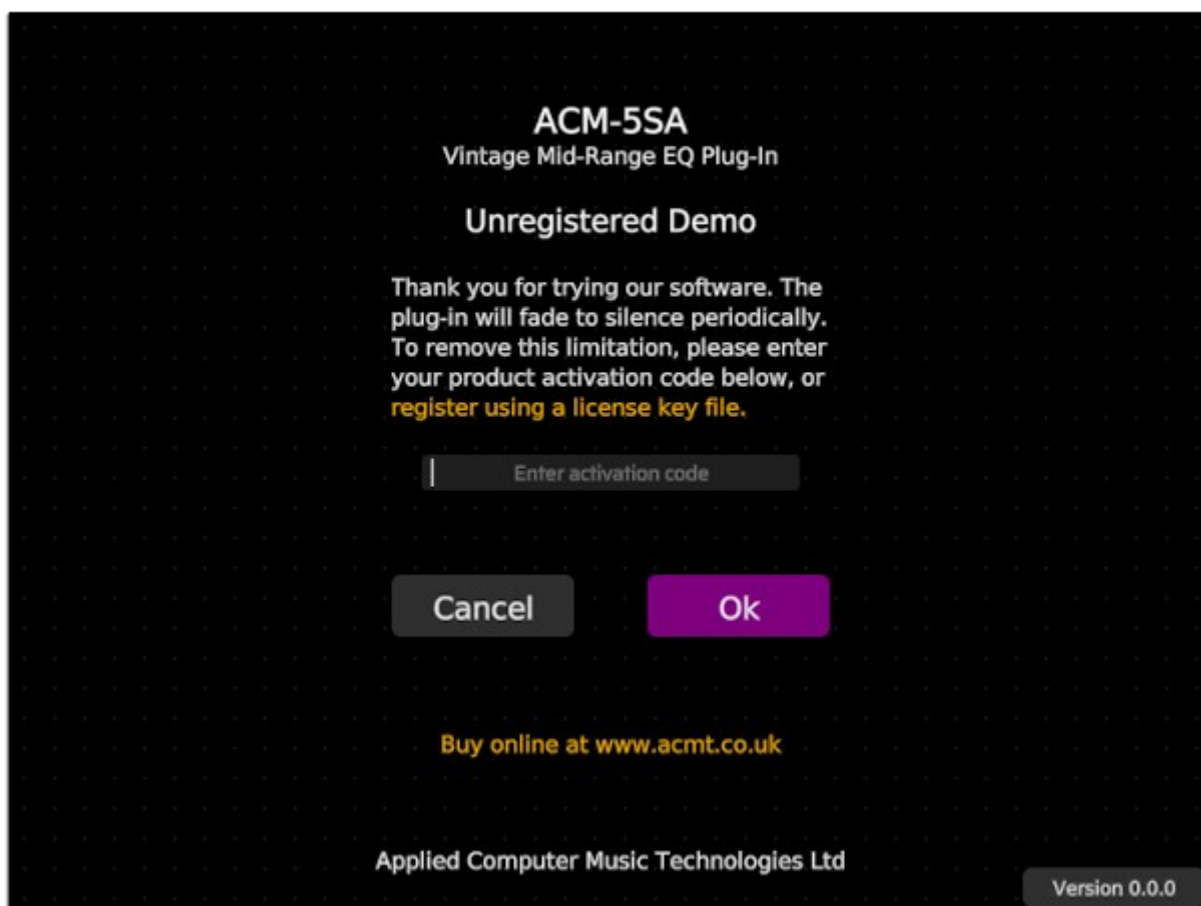 ACM-5SA
Vintage Mid-Range EQ Plug-In
Unregistered Demo
Thank you for trying our software. The
plug-in will fade to silence periodically.
To remove this limitation, please enter
your product activation code below, or
register using a license key file.
Enter activation code
Cancel
Ok
Buy online at www.acmt.co.uk
Applied Computer Music Technologies Ltd
Version 0.0.0